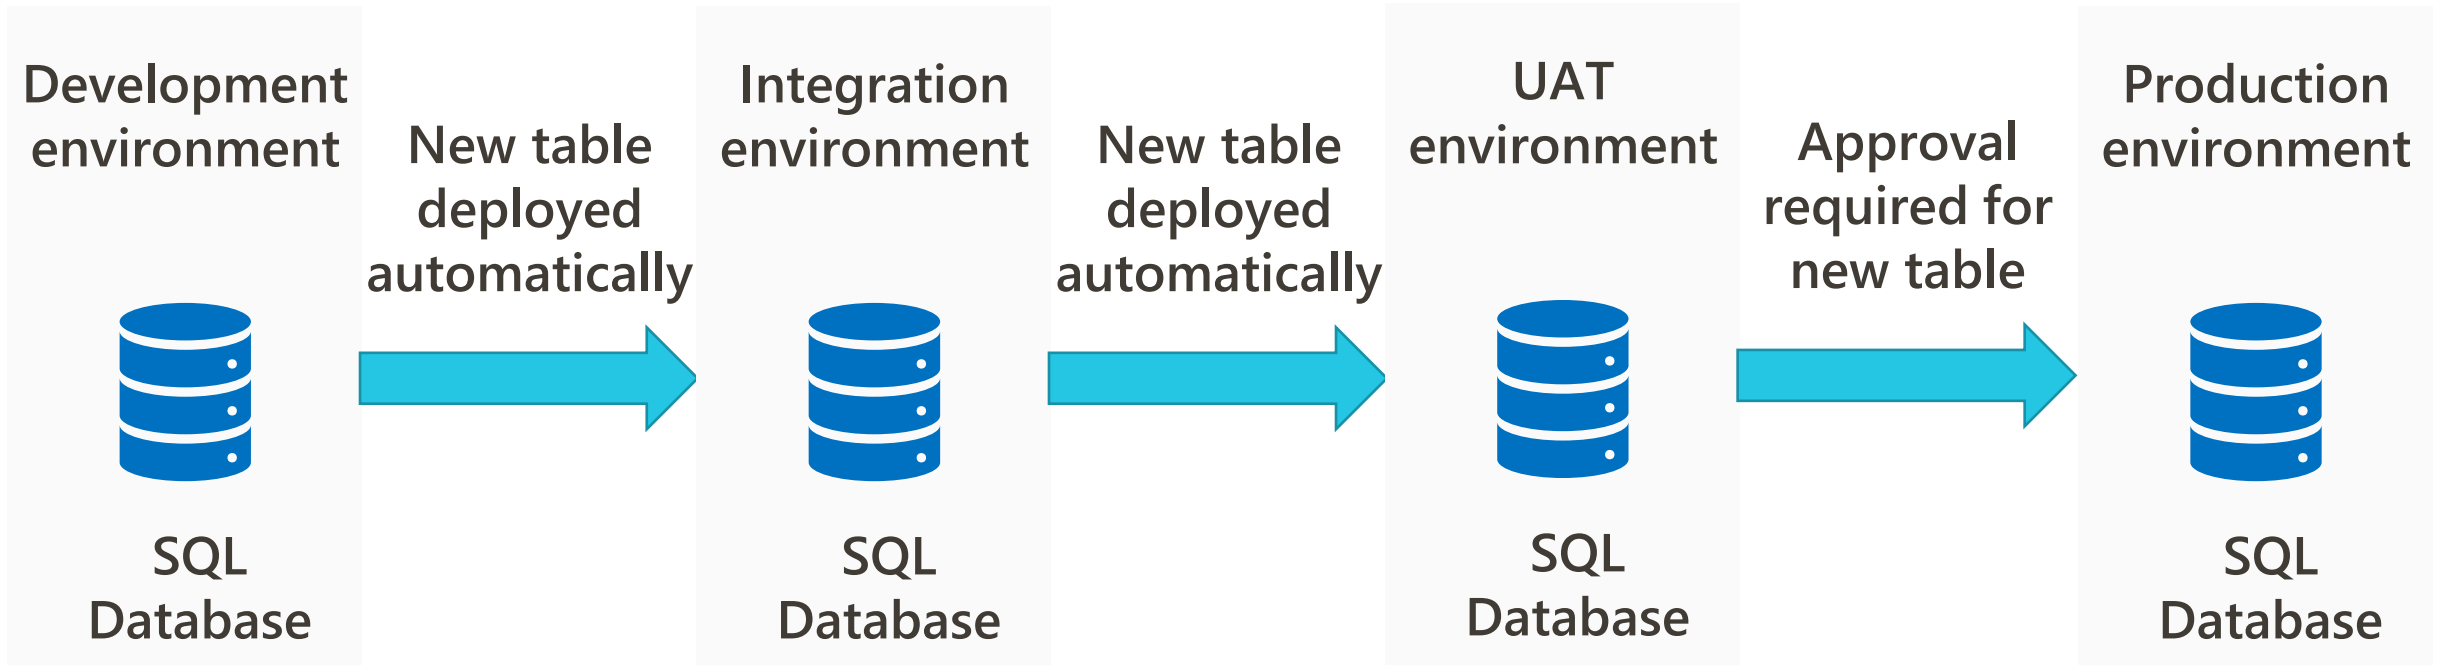 Development
environment
New table
deployed
automatically
SQL
Database
Integration
environment
New table
deployed
automatically
SQL
Database
UAT
environment
Approval
required for
new table
SQL
Database
Production
environment
SQL
Database